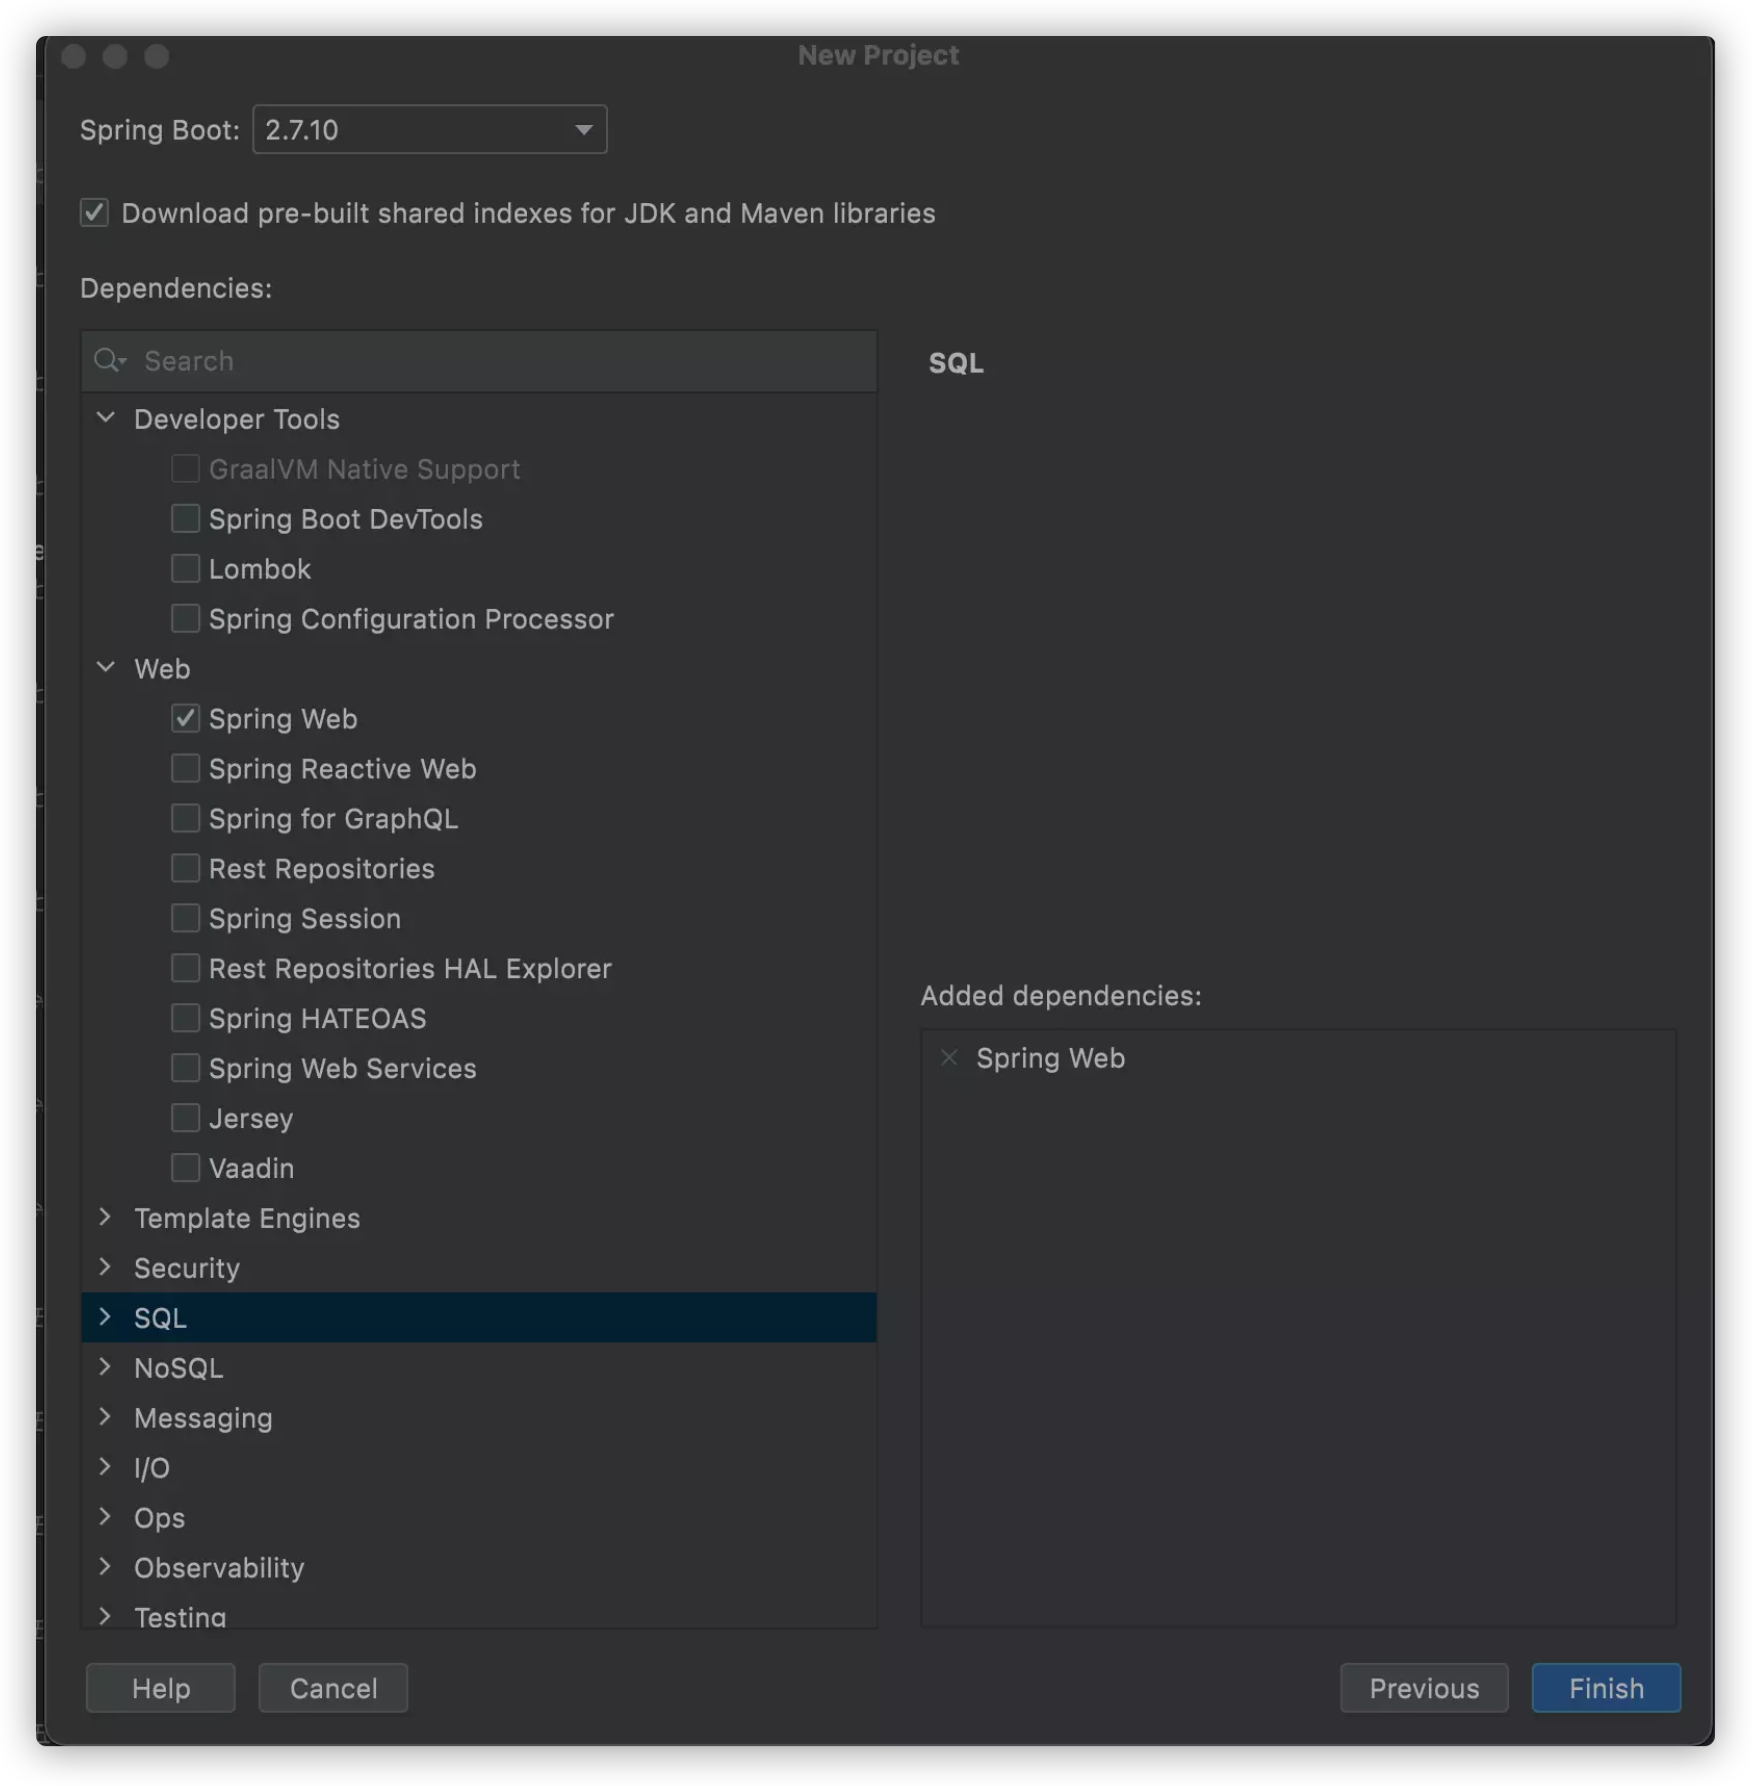 New Project
Spring Boot: 2.7.10
Download pre-built shared indexes for JDK and Maven libraries
Dependencies:
Search
Developer Tools
GraalVM Native Support
Spring Boot DevTools
Lombok
Spring Configuration Processor
Web
Spring Web
Spring Reactive Web
Spring for GraphQL
Rest Repositories
Spring Session
Rest Repositories HAL Explorer
Spring HATEOAS
Spring Web Services
Jersey
Vaadin
Template Engines
Security
SQL
NoSQL
Messaging
I/O
Ops
Observability
Testing
SQL
Added dependencies:
Spring Web
Help
Cancel
Previous
Finish